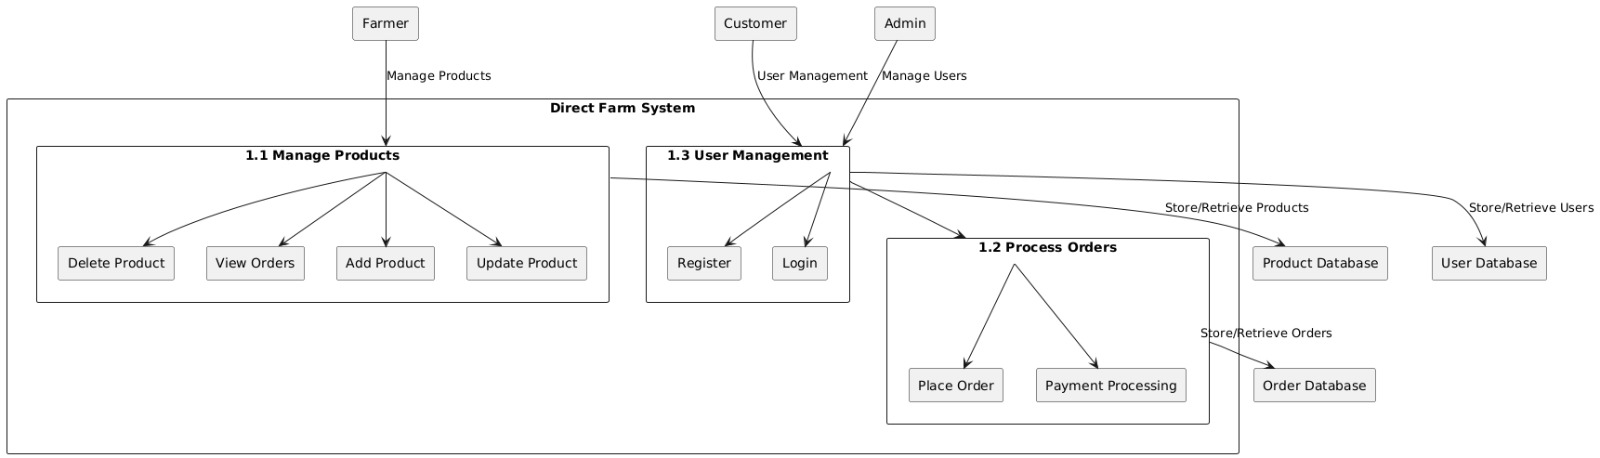 Farmer
Customer
Admin
Manage Products
User Management
Manage Users
Direct Farm System
1.1 Manage Products
1.3 User Management
Store/Retrieve Products
Store/Retrieve Users
1.2 Process Orders
Delete Product
View Orders
Add Product
Update Product
Register
Login
Product Database
User Database
Store/Retrieve Orders
Place Order
Payment Processing
Order Database